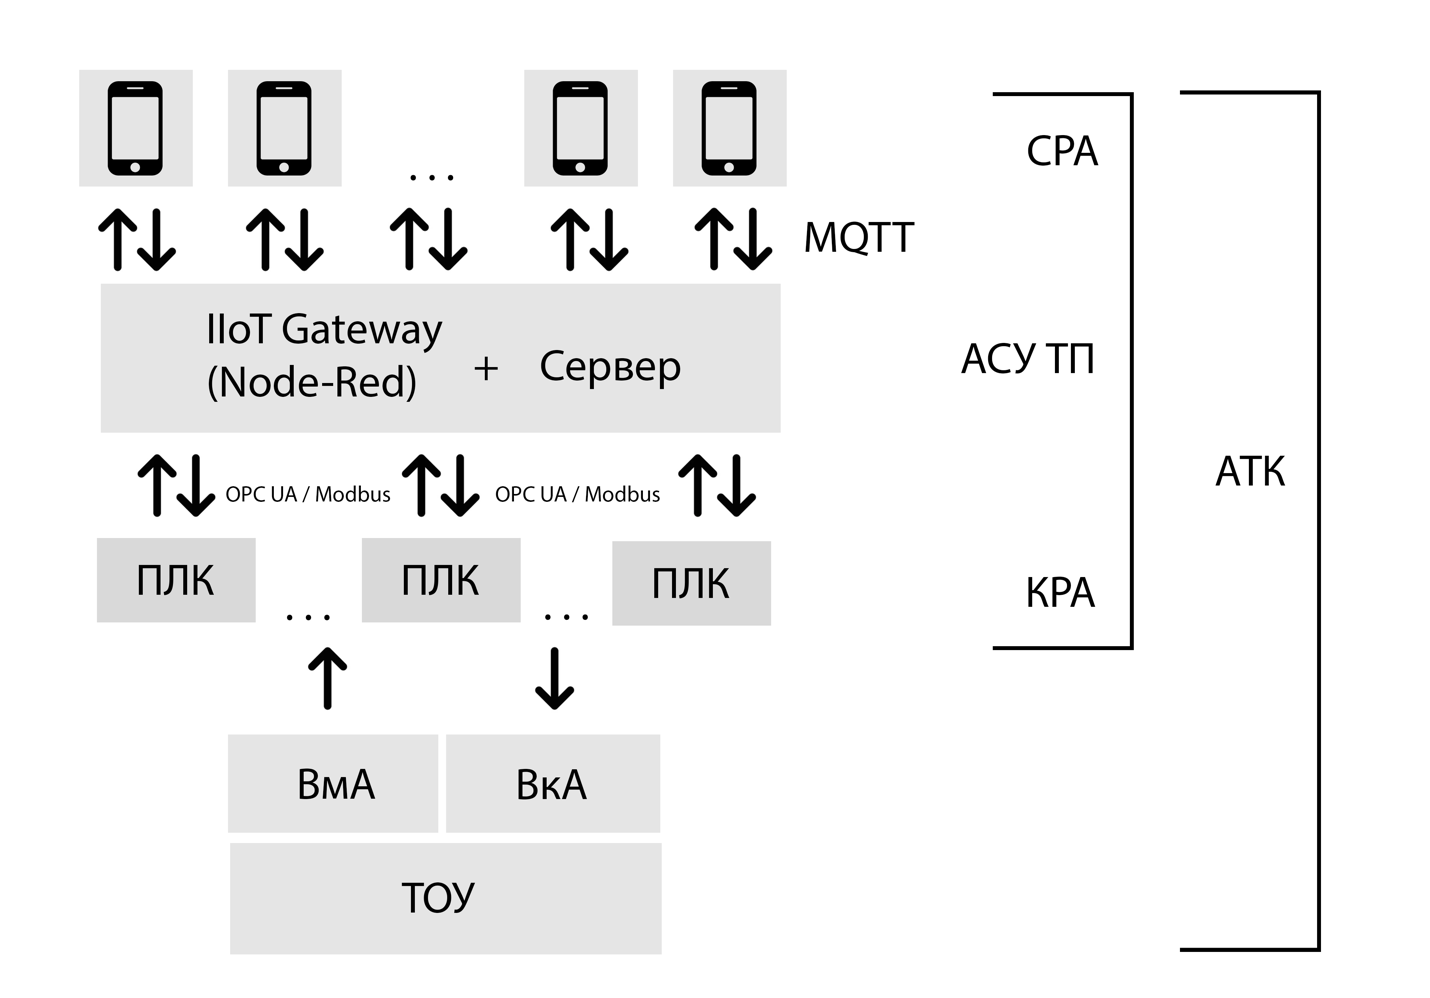 ...
СРА
MQTT
IIoT Gateway
(Node-Red)
+
Сервер
АСУ ТП
АТК
OPC UA / Modbus
OPC UA / Modbus
ПЛК
...
ПЛК
...
ПЛК
КРА
ВмА
ВкА
ТОУ